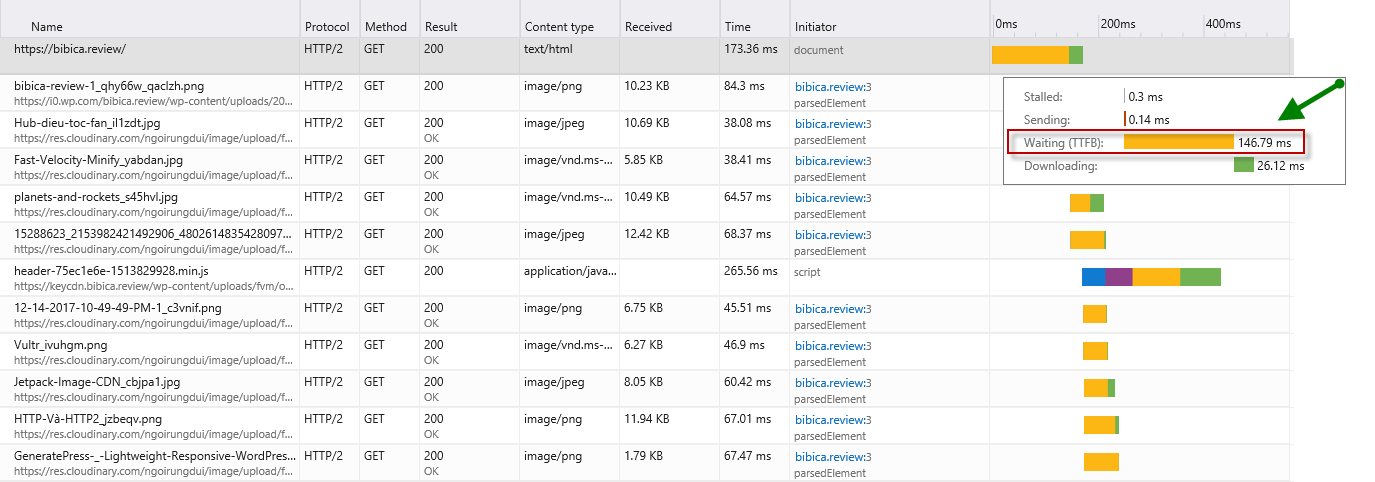 Name Protocol Method Result Content type Received Time Initiator 0ms 200ms 400ms
https://bibica.review/ HTTP/2 GET 200 text/html 173.36 ms document
bibica-review-1_qhy66w_qaclzh.png HTTP/2 GET 200 image/png 10.23 KB 84.3 ms bibica.review:3
https://i0.wp.com/bibica.review/wp-content/uploads/20... parsedElement
Stalled: 0.3 ms
Sending: 0.14 ms
Waiting (TTFB): 146.79 ms
Downloading: 26.12 ms
Hub-dieu-toc-fan_il1zdt.jpg HTTP/2 GET 200 image/jpeg 10.69 KB 38.08 ms bibica.review:3
https://res.cloudinary.com/ngoirungdui/image/upload/f... OK parsedElement
Fast-Velocity-Minify_yabdan.jpg HTTP/2 GET 200 image/vnd.ms-... 5.85 KB 38.41 ms bibica.review:3
https://res.cloudinary.com/ngoirungdui/image/upload/f... OK parsedElement
planets-and-rockets_s45hvl.jpg HTTP/2 GET 200 image/vnd.ms-... 10.49 KB 64.57 ms bibica.review:3
https://res.cloudinary.com/ngoirungdui/image/upload/f... OK parsedElement
15288623_2153982421492906_4802614835428097... HTTP/2 GET 200 image/jpeg 12.42 KB 68.37 ms bibica.review:3
https://res.cloudinary.com/ngoirungdui/image/upload/f... OK parsedElement
header-75ec1e6e-1513829928.min.js HTTP/2 GET 200 application/java... 265.56 ms script
https://keycdn.bibica.review/wp-content/uploads/fvm/o...
12-14-2017-10-49-49-PM-1_c3vnif.png HTTP/2 GET 200 image/png 6.75 KB 45.51 ms bibica.review:3
https://res.cloudinary.com/ngoirungdui/image/upload/f... OK parsedElement
Vultr_ivuhgm.png HTTP/2 GET 200 image/vnd.ms-... 6.27 KB 46.9 ms bibica.review:3
https://res.cloudinary.com/ngoirungdui/image/upload/f... OK parsedElement
Jetpack-Image-CDN_cbjpa1.jpg HTTP/2 GET 200 image/jpeg 8.05 KB 60.42 ms bibica.review:3
https://res.cloudinary.com/ngoirungdui/image/upload/f... OK parsedElement
HTTP-Và-HTTP2_jzbeqv.png HTTP/2 GET 200 image/png 11.94 KB 67.01 ms bibica.review:3
https://res.cloudinary.com/ngoirungdui/image/upload/f... OK parsedElement
GeneratePress-_-Lightweight-Responsive-WordPres... HTTP/2 GET 200 image/png 1.79 KB 67.47 ms bibica.review:3
https://res.cloudinary.com/ngoirungdui/image/upload/f... OK parsedElement